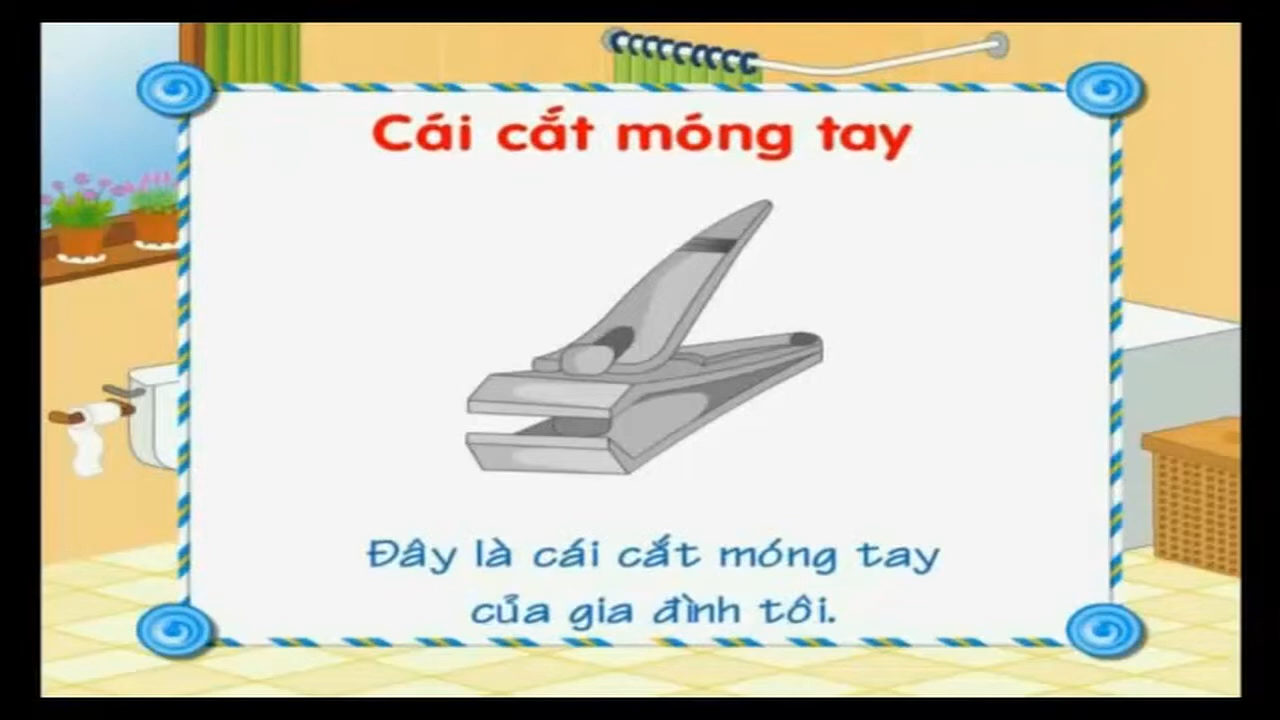 Cái cắt móng tay
Đây là cái cắt móng tay
của gia đình tôi.